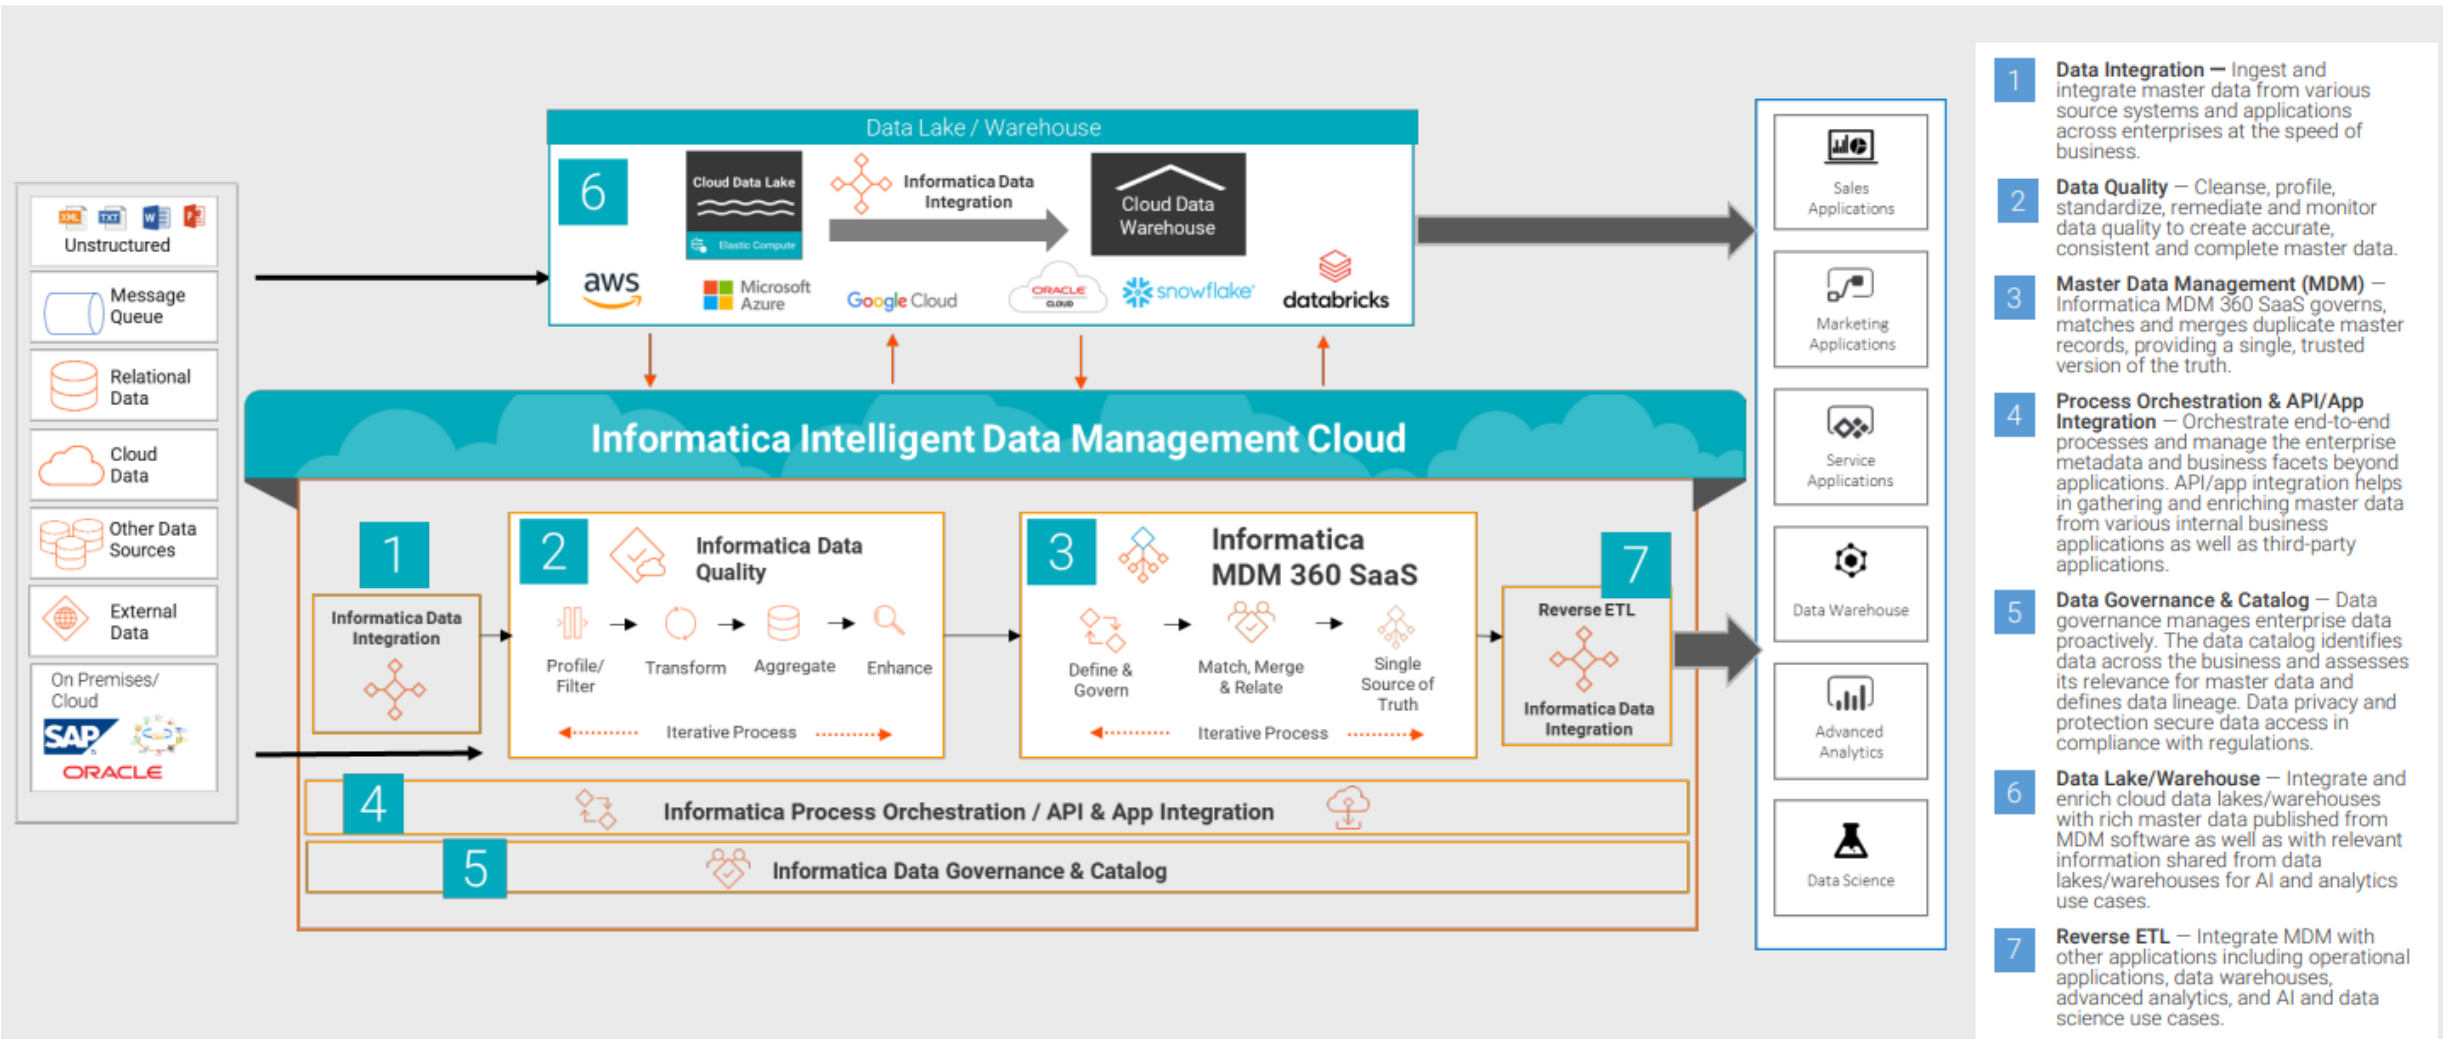 XML TXT W P
Unstructured
Message
Queue
Relational
Data
Cloud
Data
Other Data
Sources
External
Data
On Premises/
Cloud
SAP
ORACLE
Data Lake / Warehouse
6
Cloud Data Lake
Elastic Compute
Informatica Data
Integration
Cloud Data
Warehouse
aws
Microsoft
Azure
Google Cloud
ORACLE
CLOUD
snowflake
databricks
Informatica Intelligent Data Management Cloud
1
Informatica Data
Integration
2
Informatica Data
Quality
Profile/
Filter
Transform
Aggregate
Enhance
Iterative Process
3
Informatica
MDM 360 SaaS
Define &
Govern
Match, Merge
& Relate
Single
Source of
Truth
Iterative Process
7
Reverse ETL
Informatica Data
Integration
4
Informatica Process Orchestration / API & App Integration
5
Informatica Data Governance & Catalog
Sales
Applications
Marketing
Applications
Service
Applications
Data Warehouse
Advanced
Analytics
Data Science
1
Data Integration — Ingest and
integrate master data from various
source systems and applications
across enterprises at the speed of
business.
2
Data Quality — Cleanse, profile,
standardize, remediate and monitor
data quality to create accurate,
consistent and complete master data.
3
Master Data Management (MDM) —
Informatica MDM 360 SaaS governs,
matches and merges duplicate master
records, providing a single, trusted
version of the truth.
4
Process Orchestration & API/App
Integration — Orchestrate end-to-end
processes and manage the enterprise
metadata and business facets beyond
applications. API/app integration helps
in gathering and enriching master data
from various internal business
applications as well as third-party
applications.
5
Data Governance & Catalog — Data
governance manages enterprise data
proactively. The data catalog identifies
data across the business and assesses
its relevance for master data and
defines data lineage. Data privacy and
protection secure data access in
compliance with regulations.
6
Data Lake/Warehouse — Integrate and
enrich cloud data lakes/warehouses
with rich master data published from
MDM software as well as with relevant
information shared from data
lakes/warehouses for AI and analytics
use cases.
7
Reverse ETL — Integrate MDM with
other applications including operational
applications, data warehouses,
advanced analytics, and AI and data
science use cases.